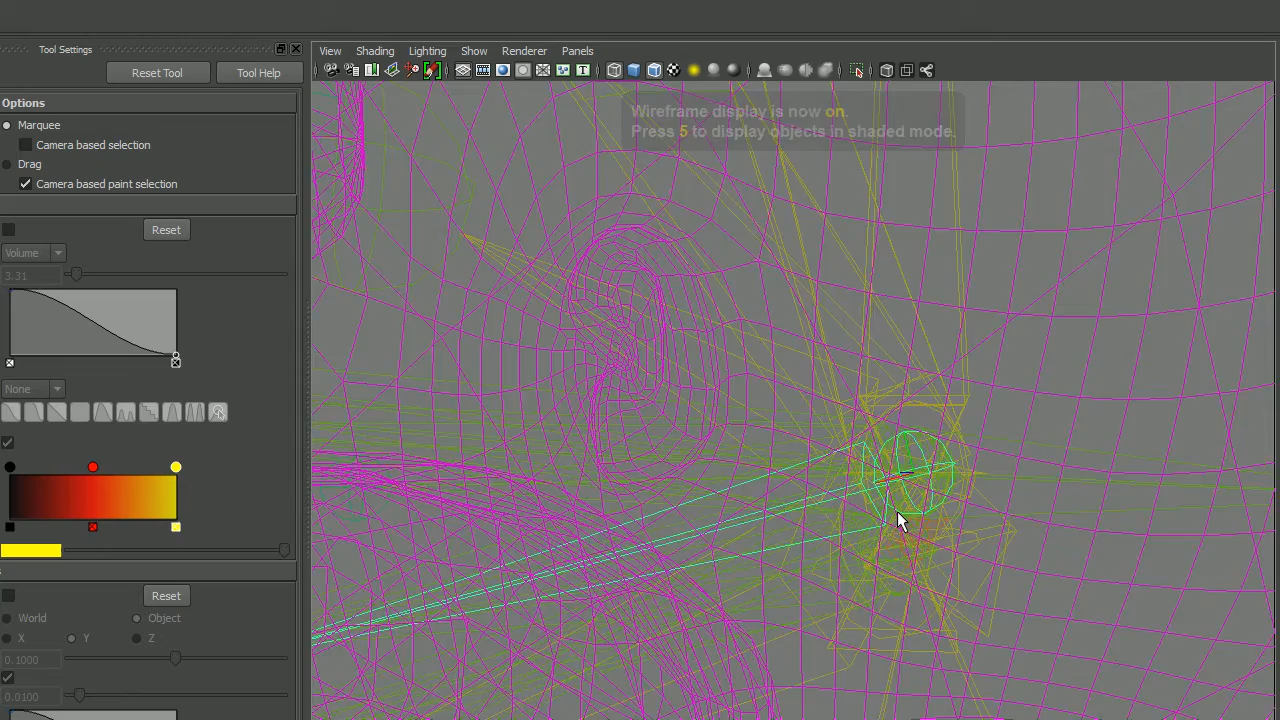 Tool Settings
View Shading Lighting Show Renderer Panels
Reset Tool Tool Help
Options
Marquee
Camera based selection
Drag
Camera based paint selection
Reset
Volume
3.31
None
Reset
World Object
X Y Z
0.1000
0.0100
Wireframe display is now on.
Press 5 to display objects in shaded mode.